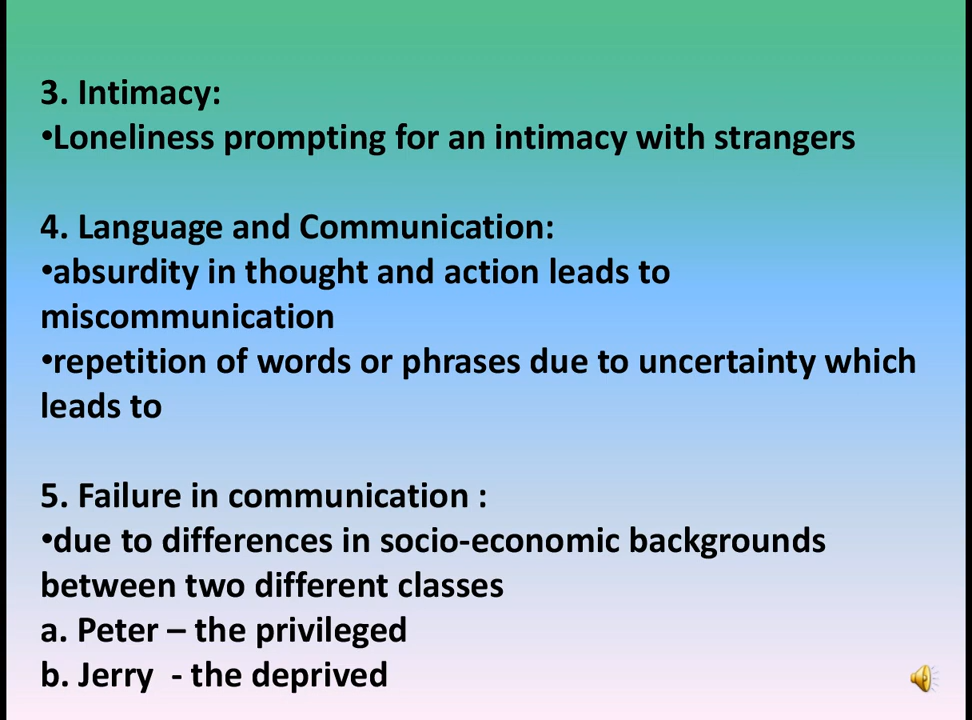 3. Intimacy:
•Loneliness prompting for an intimacy with strangers
4. Language and Communication:
•absurdity in thought and action leads to
miscommunication
•repetition of words or phrases due to uncertainty which
leads to
5. Failure in communication :
•due to differences in socio-economic backgrounds
between two different classes
a. Peter – the privileged
b. Jerry  - the deprived